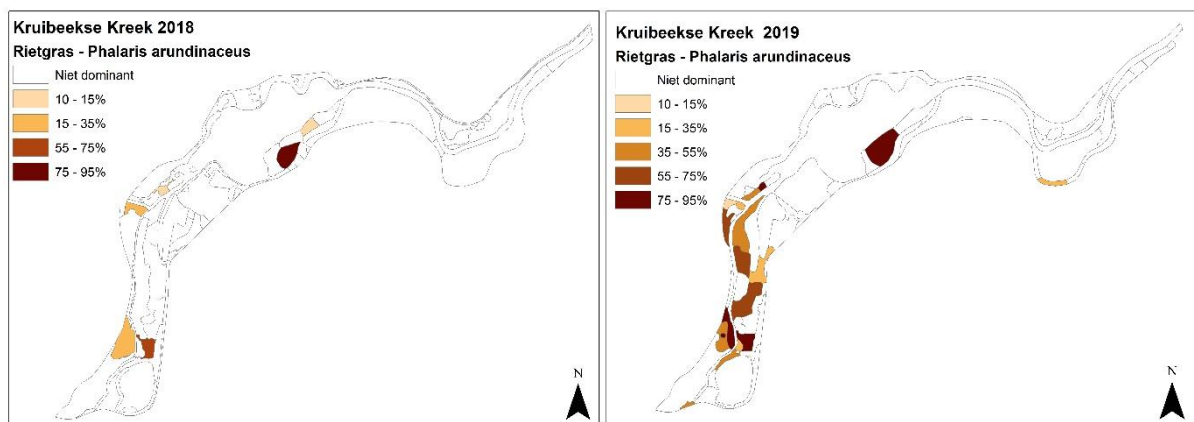 Kruibeekse Kreek 2018
Rietgras - Phalaris arundinaceus
Niet dominant
10 - 15%
15 - 35%
55 - 75%
75 - 95%
N
Kruibeekse Kreek 2019
Rietgras - Phalaris arundinaceus
Niet dominant
10 - 15%
15 - 35%
35 - 55%
55 - 75%
75 - 95%
N